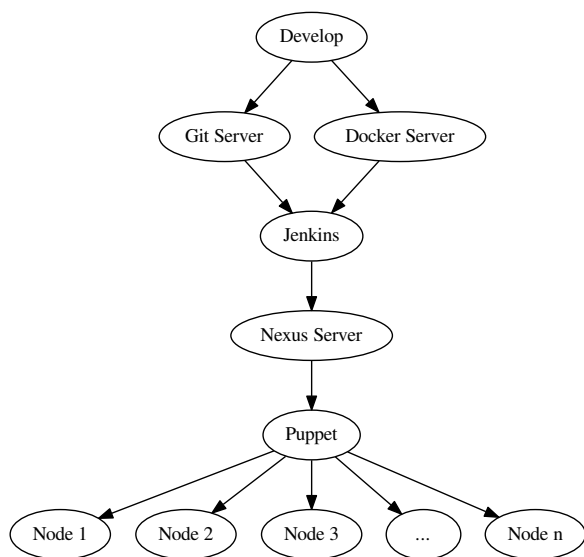 Develop
Git Server
Docker Server
Jenkins
Nexus Server
Puppet
Node 1
Node 2
Node 3
...
Node n